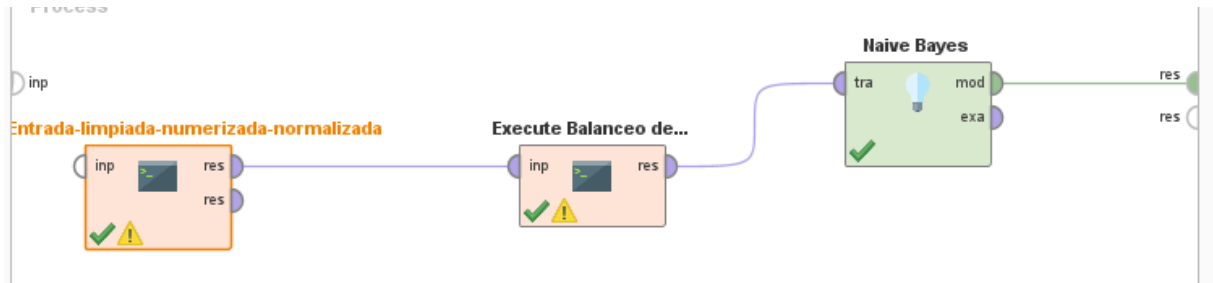 Process
inp
Entrada-limpiada-numerizada-normalizada
inp
res
res
Execute Balanceo de...
inp
res
Naive Bayes
tra
mod
exa
res
res